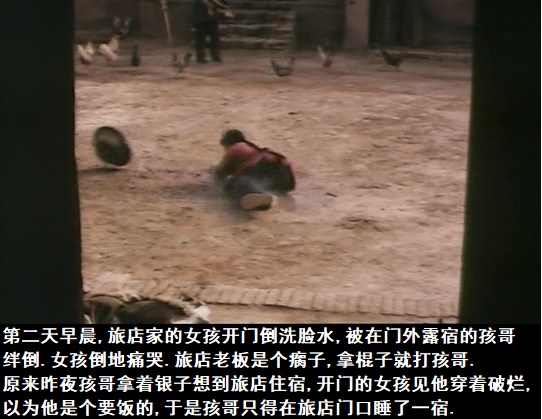 第二天早晨,旅店家的女孩开门倒洗脸水,被在门外露宿的孩哥
绊倒.女孩倒地痛哭.旅店老板是个瘸子,拿棍子就打孩哥.
原来昨夜孩哥拿着银子想到旅店住宿,开门的女孩见他穿着破烂,
以为他是个要饭的,于是孩哥只得在旅店门口睡了一宿.